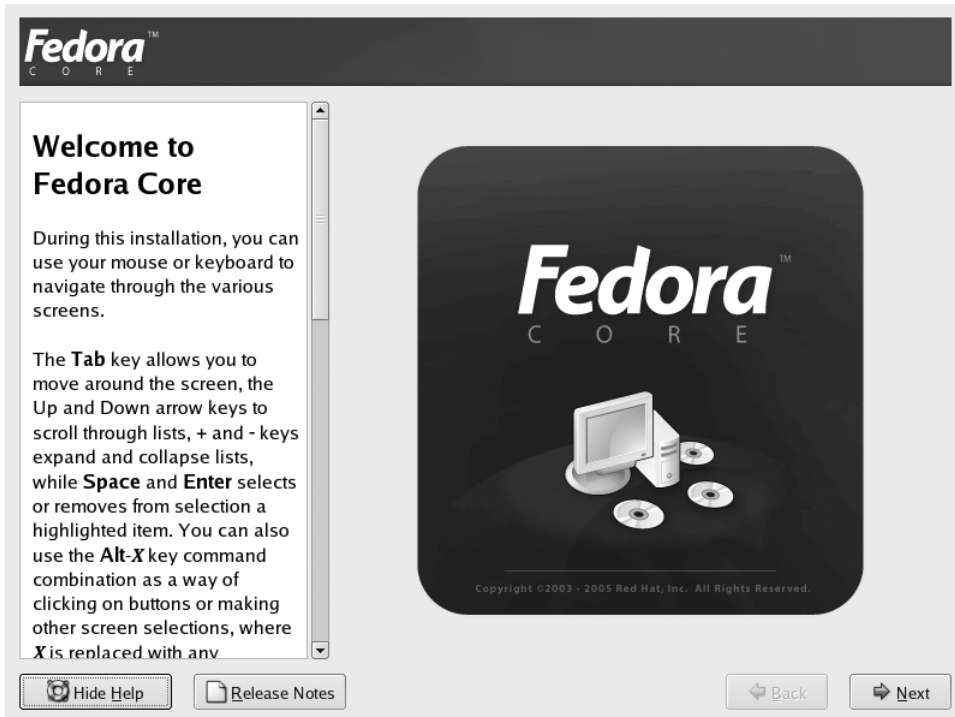 Fedora™
CORE
Welcome to
Fedora Core
During this installation, you can
use your mouse or keyboard to
navigate through the various
screens.
The Tab key allows you to
move around the screen, the
Up and Down arrow keys to
scroll through lists, + and - keys
expand and collapse lists,
while Space and Enter selects
or removes from selection a
highlighted item. You can also
use the Alt-X key command
combination as a way of
clicking on buttons or making
other screen selections, where
X is replaced with any
Fedora™
CORE
Copyright ©2003 - 2005 Red Hat, Inc. All Rights Reserved.
Hide Help
Release Notes
Back
Next